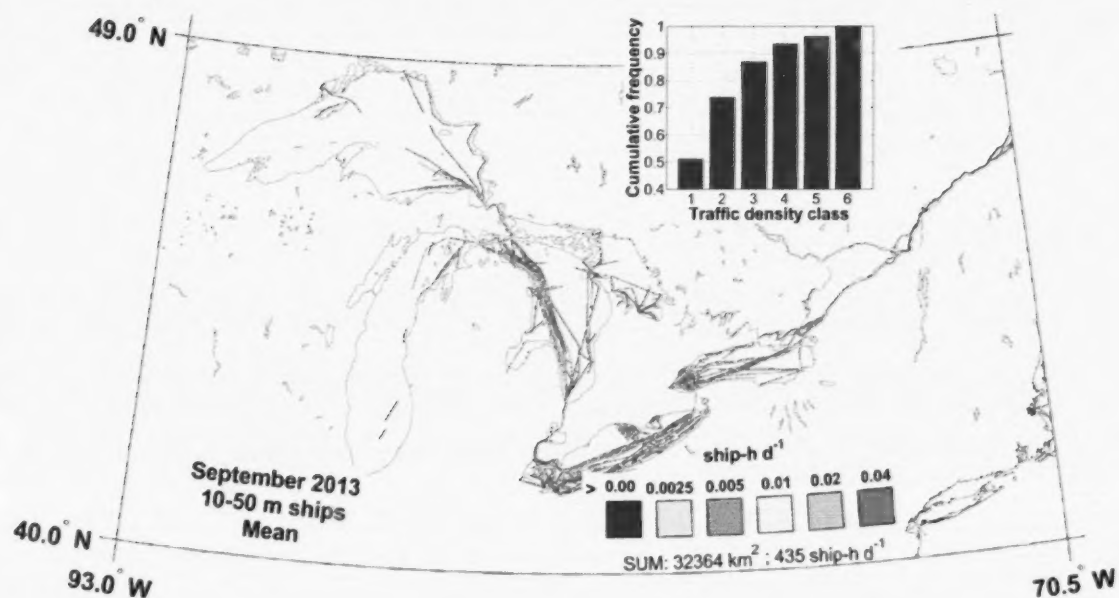 49.0° N
1
0.9
0.8
0.7
0.6
0.5
0.4
Cumulative frequency
1 2 3 4 5 6
Traffic density class
September 2013
10-50 m ships
Mean
ship-h d⁻¹
> 0.00 0.0025 0.005 0.01 0.02 0.04
SUM: 32364 km² ; 435 ship-h d⁻¹
40.0° N
93.0° W
70.5° W